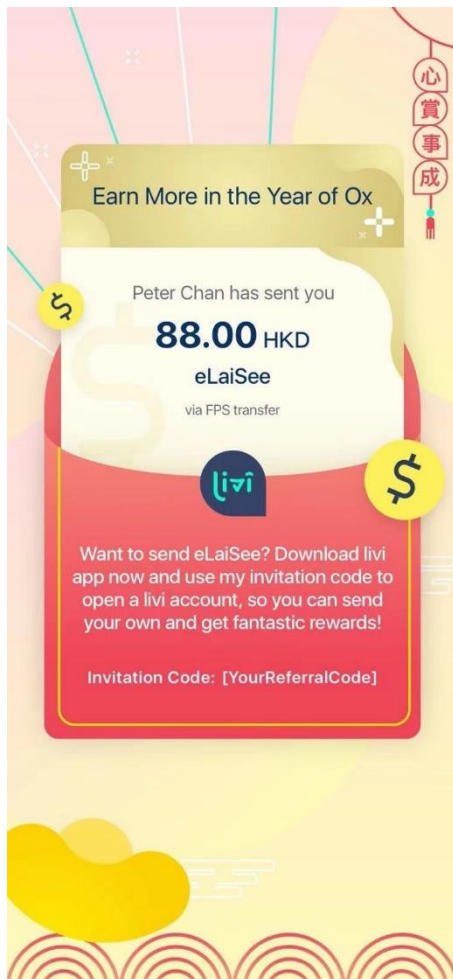 心賞事成
Earn More in the Year of Ox
Peter Chan has sent you
88.00 HKD
eLaiSee
via FPS transfer
livi
Want to send eLaiSee? Download livi
app now and use my invitation code to
open a livi account, so you can send
your own and get fantastic rewards!
Invitation Code: [YourReferralCode]